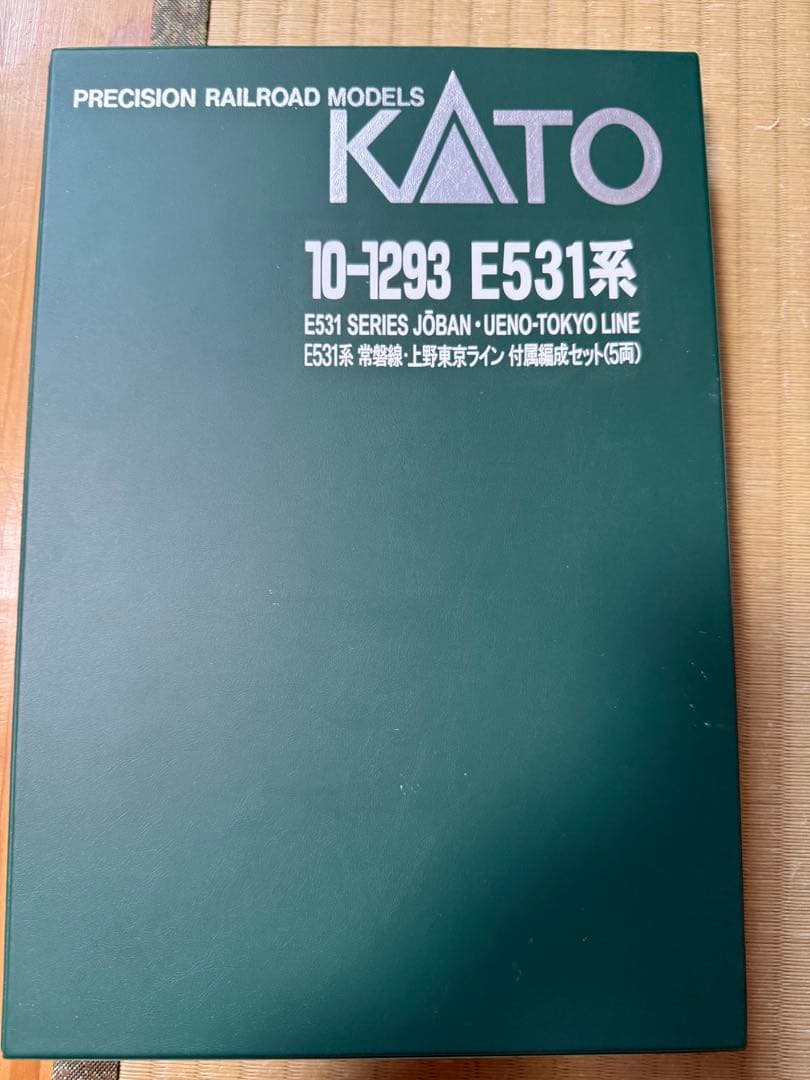 PRECISION RAILROAD MODELS
KATO
10-1293 E531系
E531 SERIES JŌBAN・UENO-TOKYO LINE
E531系 常磐線・上野東京ライン 付属編成セット(5両)